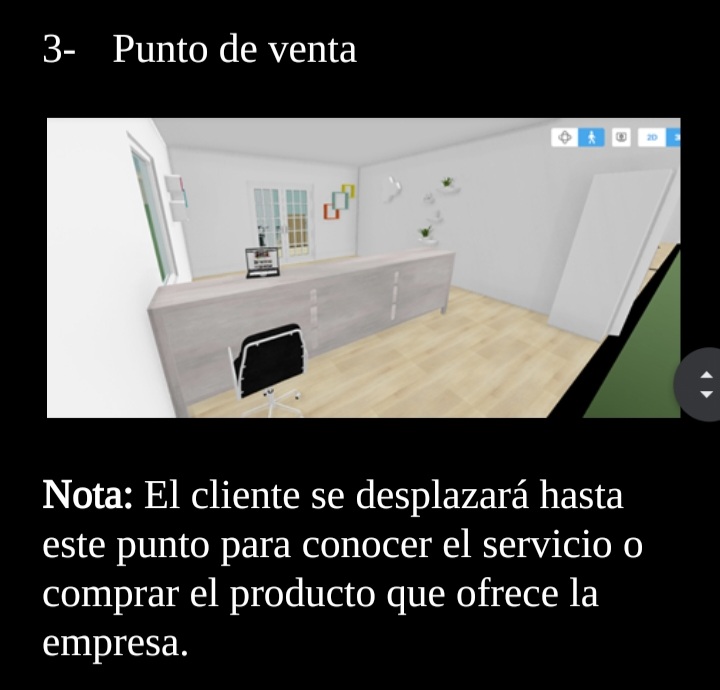 3- Punto de venta
2D
Nota: El cliente se desplazará hasta
este punto para conocer el servicio o
comprar el producto que ofrece la
empresa.